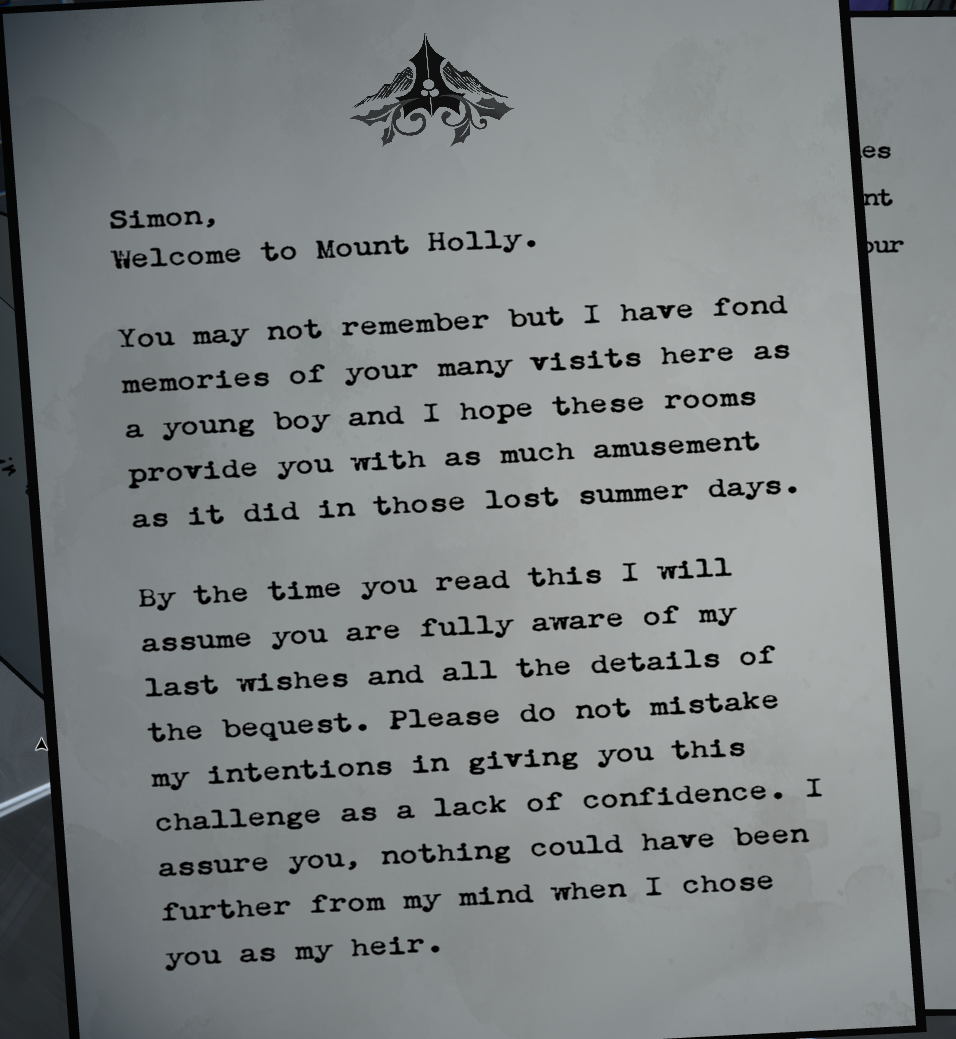 Simon,
Welcome to Mount Holly.
You may not remember but I have fond
memories of your many visits here as
a young boy and I hope these rooms
provide you with as much amusement
as it did in those lost summer days.
By the time you read this I will
assume you are fully aware of my
last wishes and all the details of
the bequest. Please do not mistake
my intentions in giving you this
challenge as a lack of confidence. I
assure you, nothing could have been
further from my mind when I chose
you as my heir.